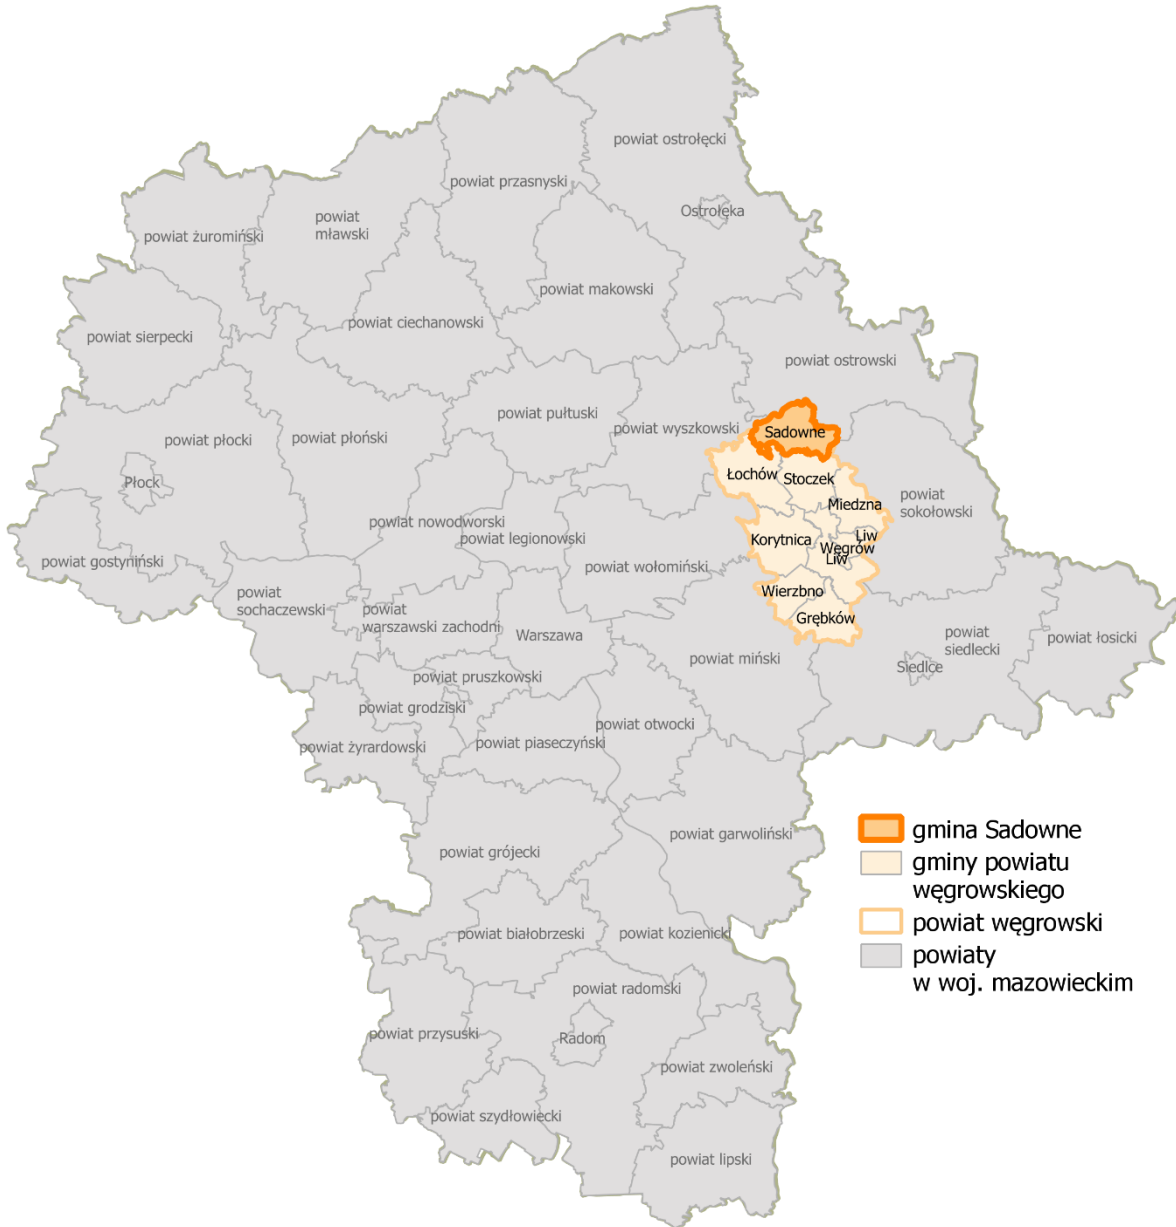 powiat ostrołęcki
powiat przasnyski
Ostrołęka
powiat
mławski
powiat żuromiński
powiat makowski
powiat ciechanowski
powiat sierpecki
powiat ostrowski
powiat pułtuski
powiat wyszkowski
Sadowne
powiat płocki
powiat płoński
Łochów
Stoczek
Płock
powiat
sokołowski
Miedzna
powiat nowodworski
powiat legionowski
Korytnica
Liw
Węgrów
Liw
powiat gostyniński
powiat wołomiński
powiat
sochaczewski
Wierzbno
powiat
warszawski zachodni
Grębków
Warszawa
powiat
siedlecki
powiat łosicki
powiat miński
Siedlce
powiat pruszkowski
powiat grodziski
powiat otwocki
powiat żyrardowski
powiat piaseczyński
powiat garwoliński
powiat grójecki
powiat białobrzeski
powiat kozienicki
powiat radomski
powiat przysuski
Radom
powiat zwoleński
powiat szydłowiecki
powiat lipski
gmina Sadowne
gminy powiatu
węgrowskiego
powiat węgrowski
powiaty
w woj. mazowieckim